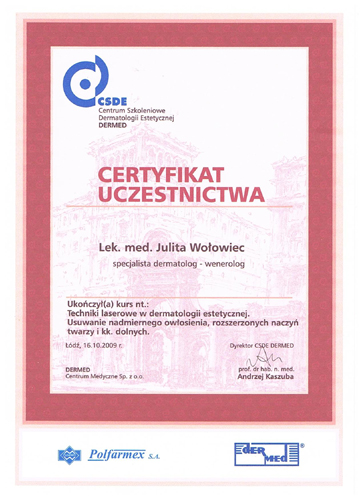 CSDE
Centrum Szkoleniowe
Dermatologii Estetycznej
DERMED
CERTYFIKAT
UCZESTNICTWA
Lek. med. Julita Wołowiec
specjalista dermatolog - wenerolog
Ukończył(a) kurs nt.:
Techniki laserowe w dermatologii estetycznej.
Usuwanie nadmiernego owłosienia, rozszerzonych naczyń
twarzy i kk. dolnych.
Łódź, 16.10.2009 r.
Dyrektor CSDE DERMED
DERMED
Centrum Medyczne Sp. z o.o.
prof. dr hab. n. med.
Andrzej Kaszuba
Polfarmex S.A.
DER MED